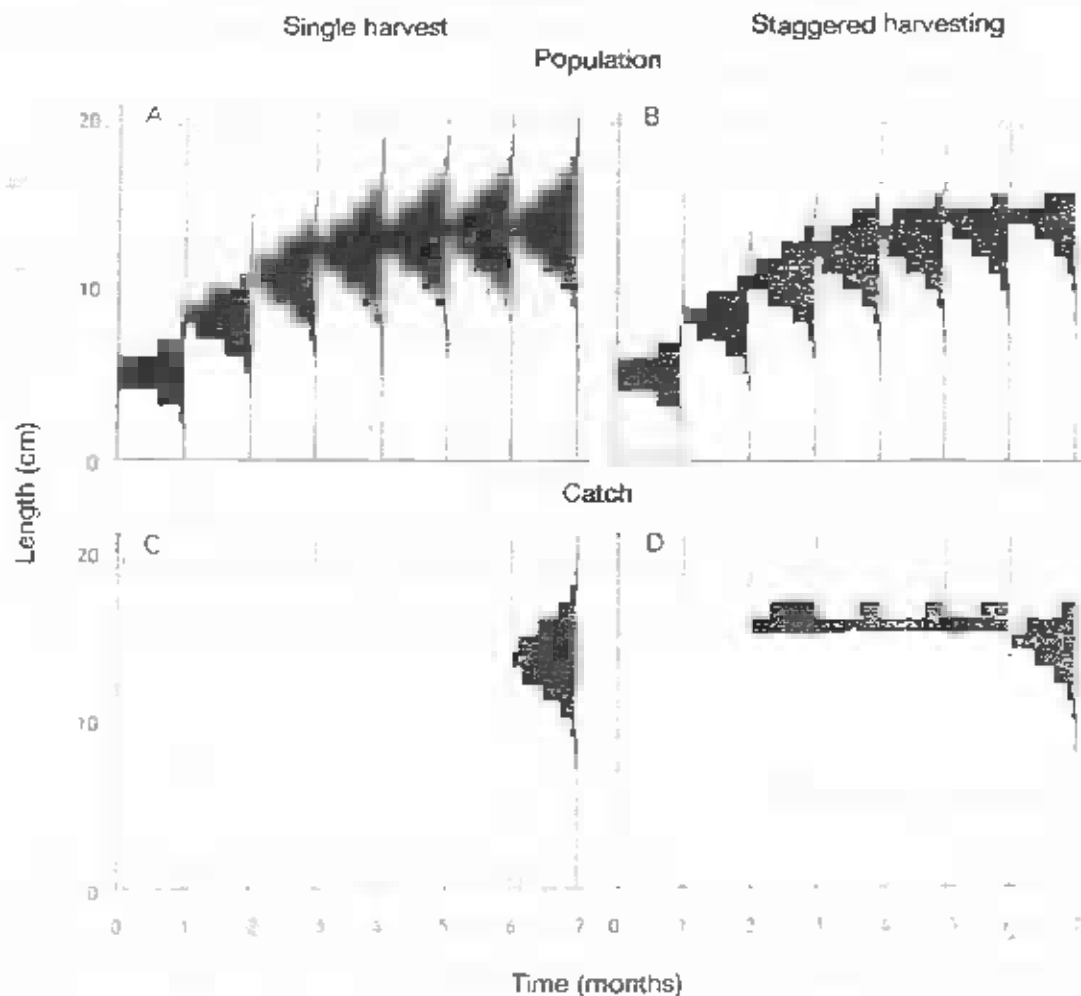 Single harvest
Staggered harvesting
Population
A
B
20
10
0
Length (cm)
Catch
C
D
20
10
0
0 1 3 4 5 6 7 0
Time (months)